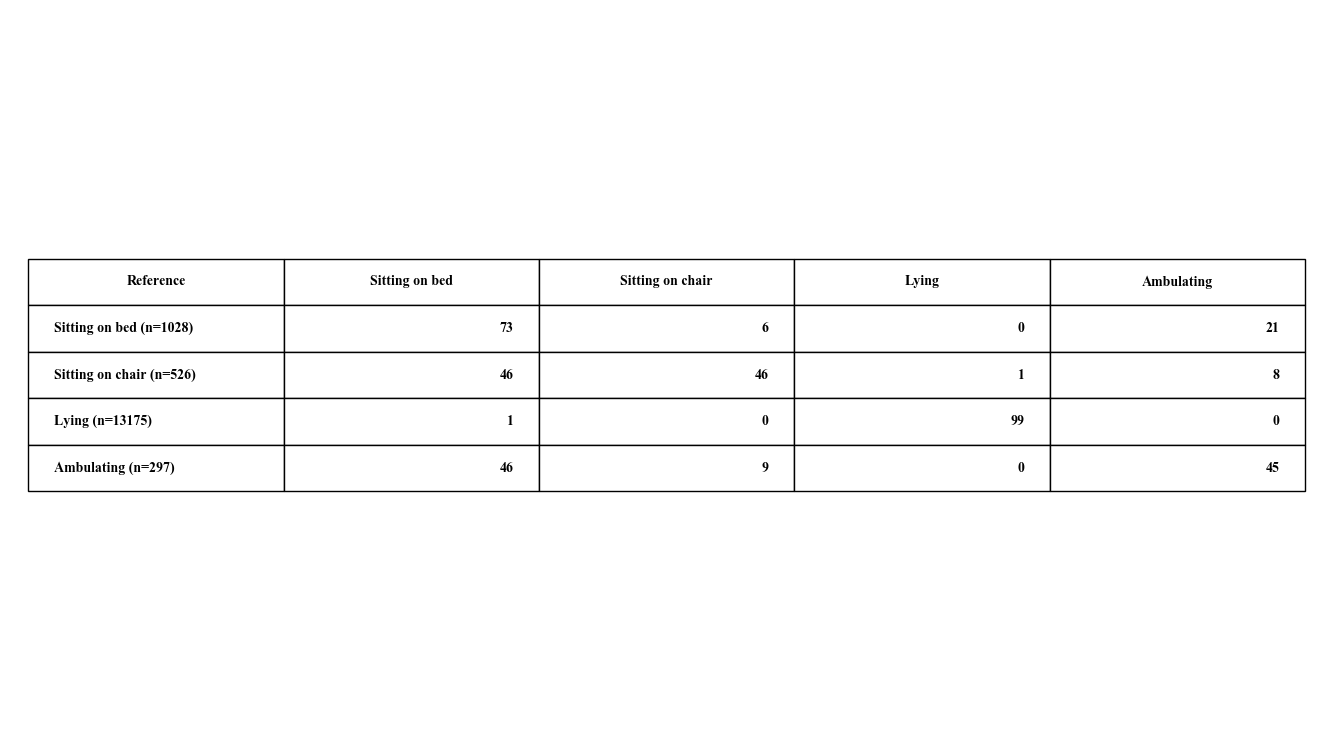 Reference Sitting on bed Sitting on chair Lying Ambulating
Sitting on bed (n=1028) 73 6 0 21
Sitting on chair (n=526) 46 46 1 8
Lying (n=13175) 1 0 99 0
Ambulating (n=297) 46 9 0 45